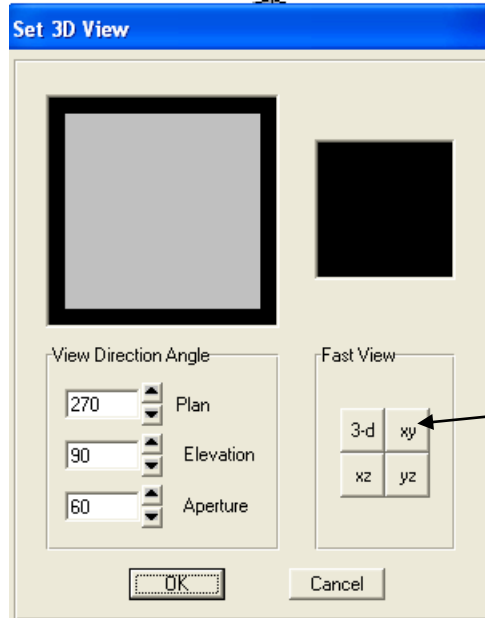 Set 3D View
View Direction Angle
270 Plan
90 Elevation
60 Aperture
Fast View
3-d xy
xz yz
OK Cancel